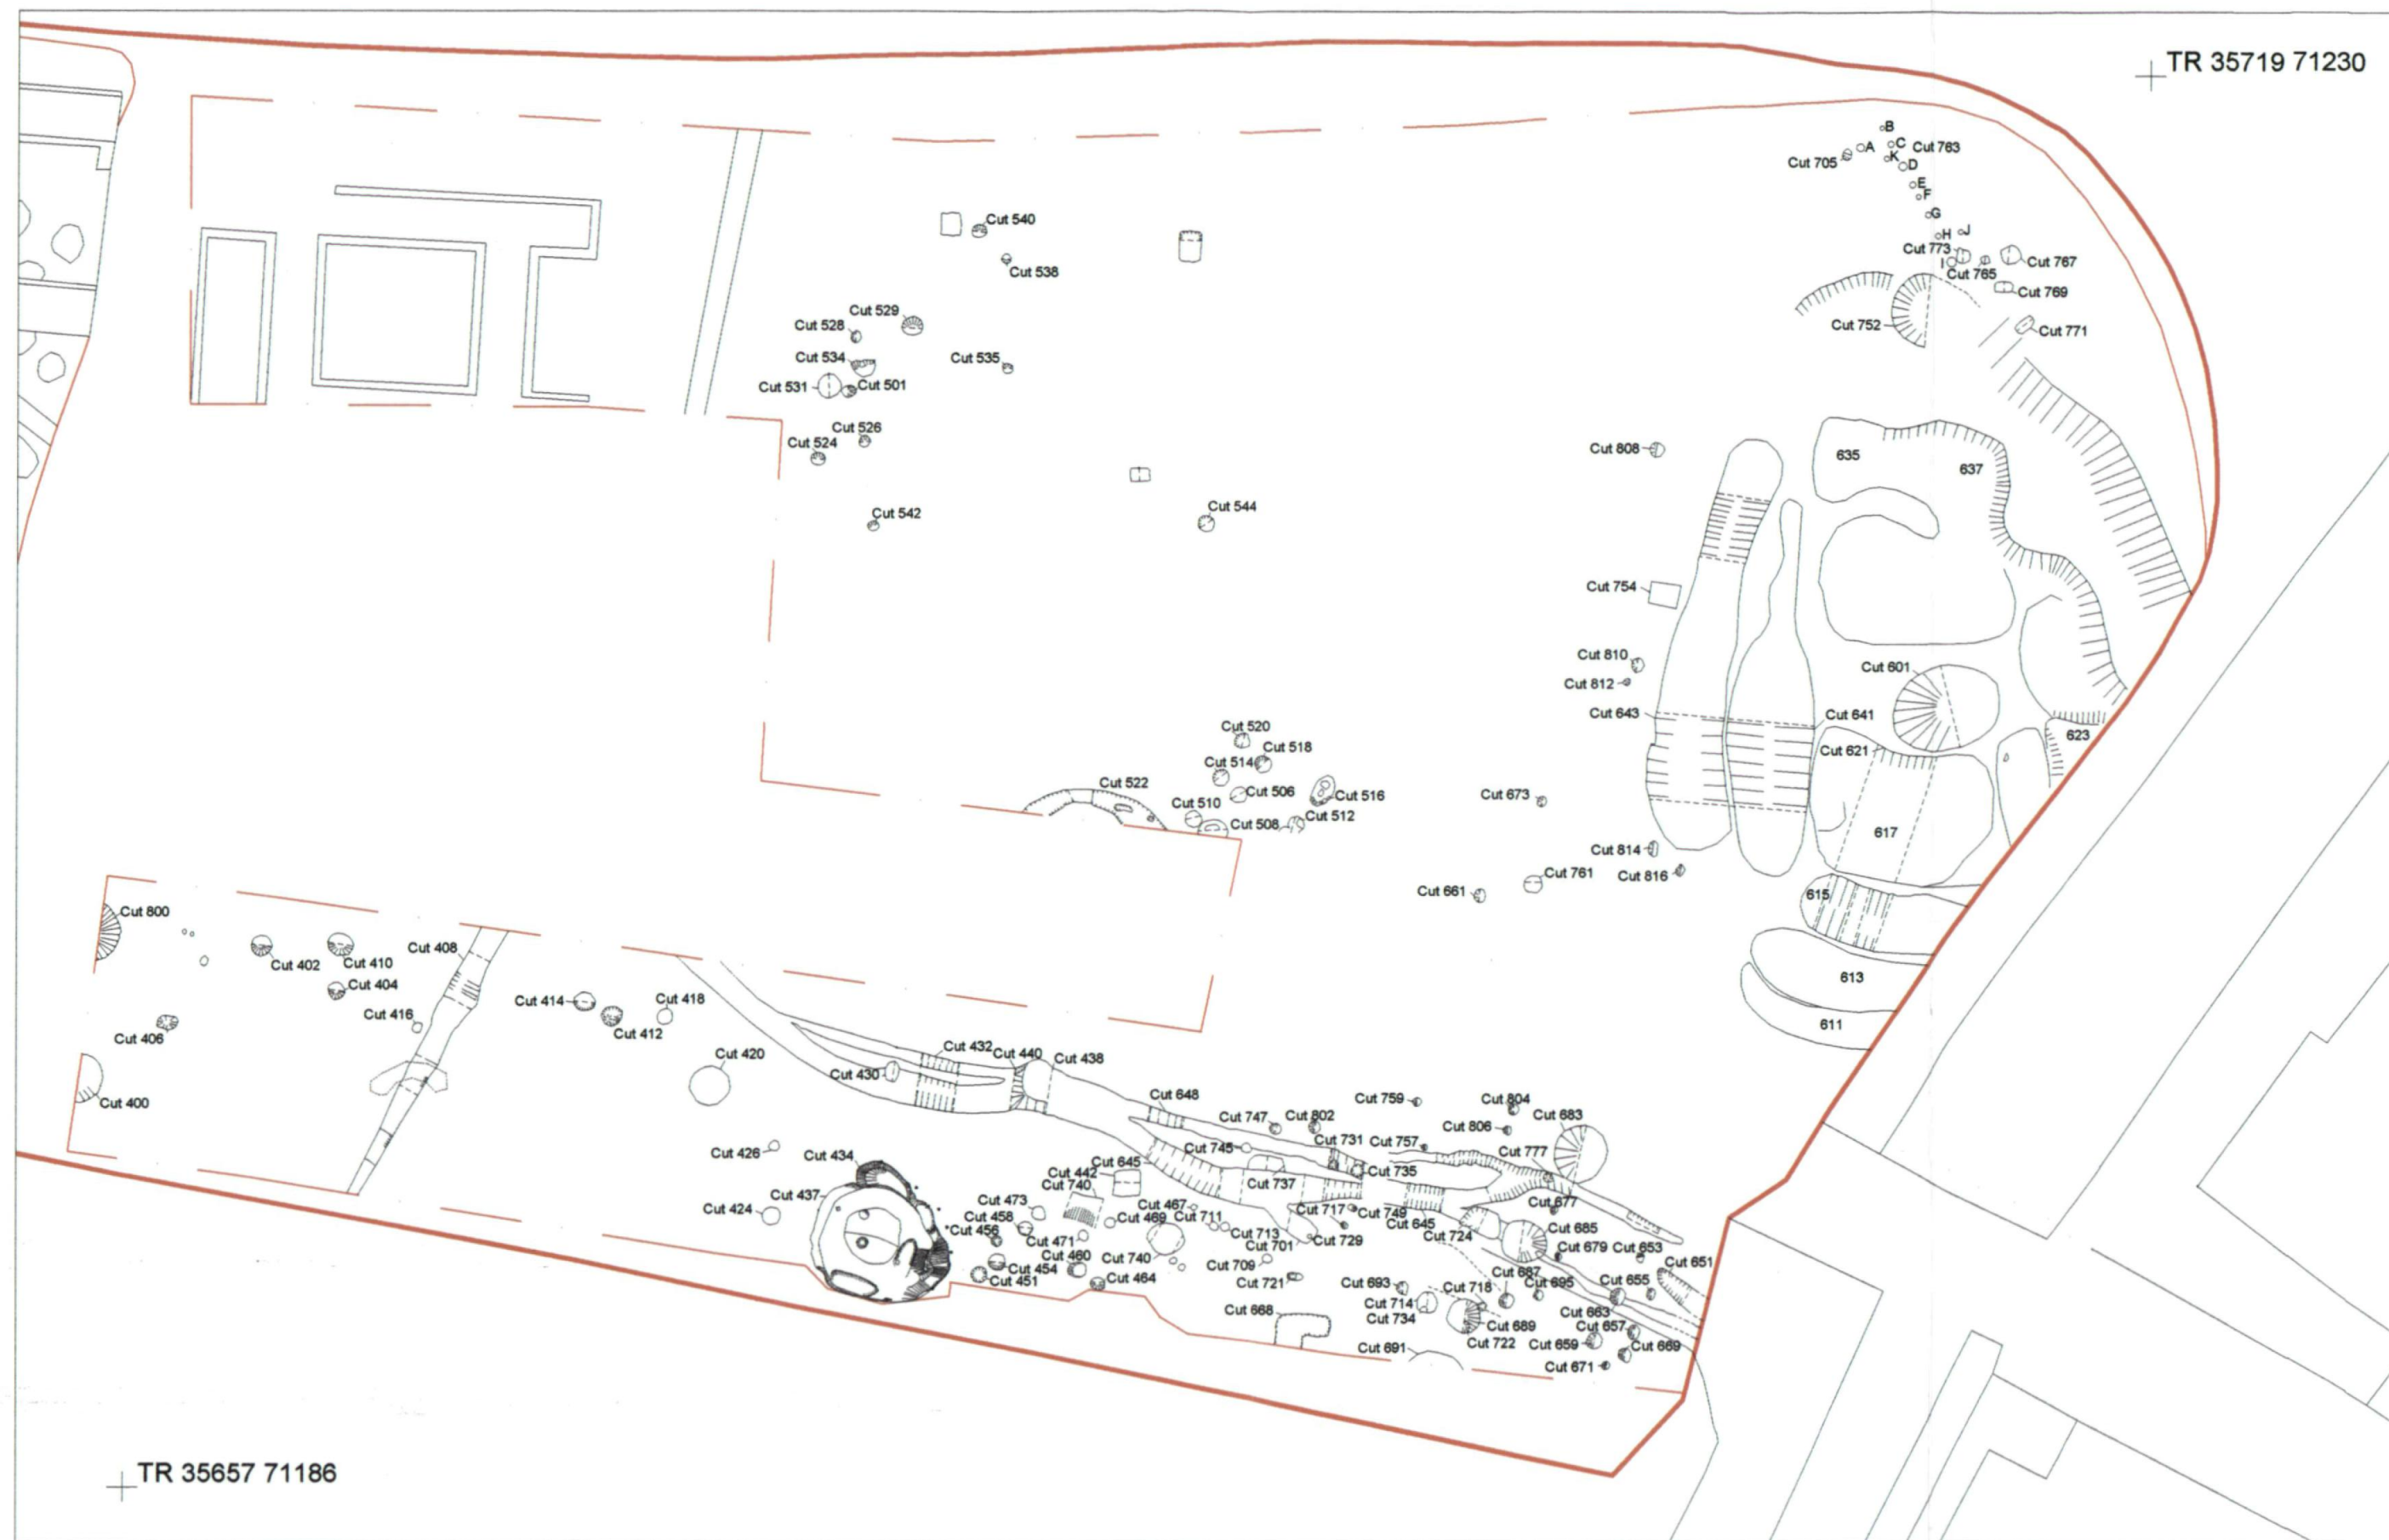 TR 35719 71230
B
A
C
Cut 763
Cut 705
K
D
E
F
G
H
J
Cut 773
I
Cut 765
Cut 767
Cut 769
Cut 752
Cut 771
Cut 540
Cut 538
Cut 529
Cut 528
Cut 534
Cut 535
Cut 531
Cut 501
Cut 526
Cut 524
Cut 542
Cut 544
Cut 808
635
637
Cut 754
Cut 810
Cut 812
Cut 601
Cut 643
Cut 641
Cut 621
623
Cut 520
Cut 518
Cut 514
Cut 522
Cut 506
Cut 516
Cut 510
Cut 508
Cut 512
Cut 673
617
Cut 814
Cut 816
Cut 761
Cut 661
615
613
611
Cut 800
Cut 402
Cut 410
Cut 408
Cut 404
Cut 416
Cut 406
Cut 400
Cut 414
Cut 418
Cut 412
Cut 420
Cut 432
Cut 440
Cut 438
Cut 430
Cut 648
Cut 759
Cut 804
Cut 747
Cut 802
Cut 806
Cut 683
Cut 426
Cut 434
Cut 745
Cut 731
Cut 757
Cut 777
Cut 645
Cut 442
Cut 740
Cut 735
Cut 737
Cut 437
Cut 424
Cut 473
Cut 458
Cut 456
Cut 467
Cut 469
Cut 711
Cut 717
Cut 749
Cut 645
Cut 677
Cut 471
Cut 713
Cut 701
Cut 729
Cut 724
Cut 685
Cut 460
Cut 740
Cut 454
Cut 451
Cut 464
Cut 709
Cut 721
Cut 679
Cut 653
Cut 651
Cut 693
Cut 718
Cut 687
Cut 695
Cut 655
Cut 668
Cut 714
Cut 734
Cut 663
Cut 689
Cut 657
Cut 722
Cut 659
Cut 669
Cut 691
Cut 671
TR 35657 71186